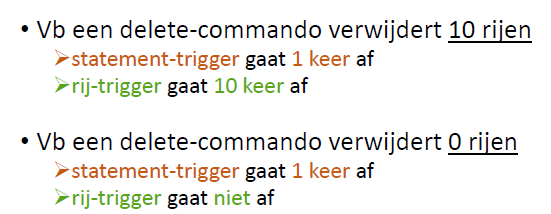 • Vb een delete-commando verwijdert 10 rijen
➢statement-trigger gaat 1 keer af
➢rij-trigger gaat 10 keer af
• Vb een delete-commando verwijdert 0 rijen
➢statement-trigger gaat 1 keer af
➢rij-trigger gaat niet af